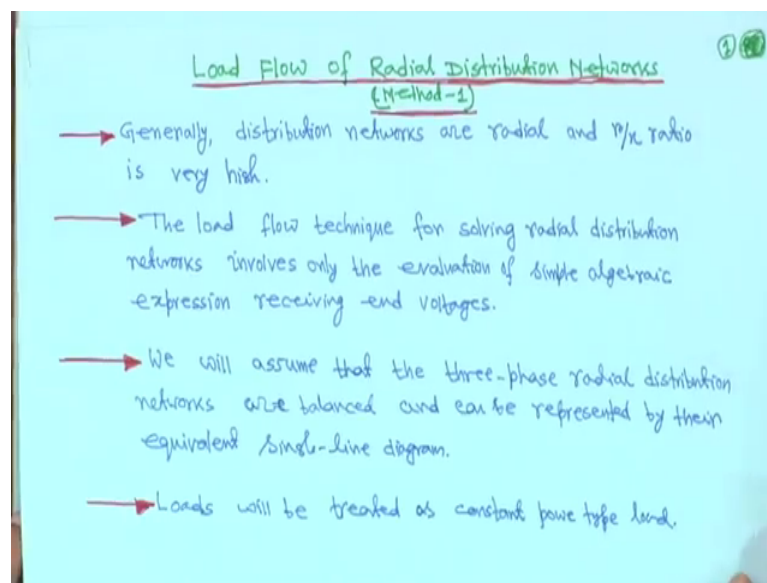 ①
Load Flow of Radial Distribution Networks
(Method-1)
Generally, distribution networks are radial and r/x ratio
is very high.
The load flow technique for solving radial distribution
networks involves only the evaluation of simple algebraic
expression receiving end voltages.
We will assume that the three-phase radial distribution
networks are balanced and can be represented by their
equivalent single-line diagram.
Loads will be treated as constant powe type load.